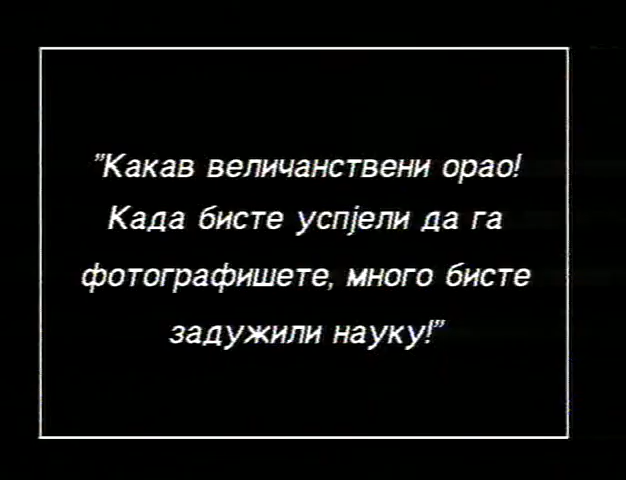 "Какав величанствени орао!
Када бисте успјели да га
фотографишете, много бисте
задужили науку!"